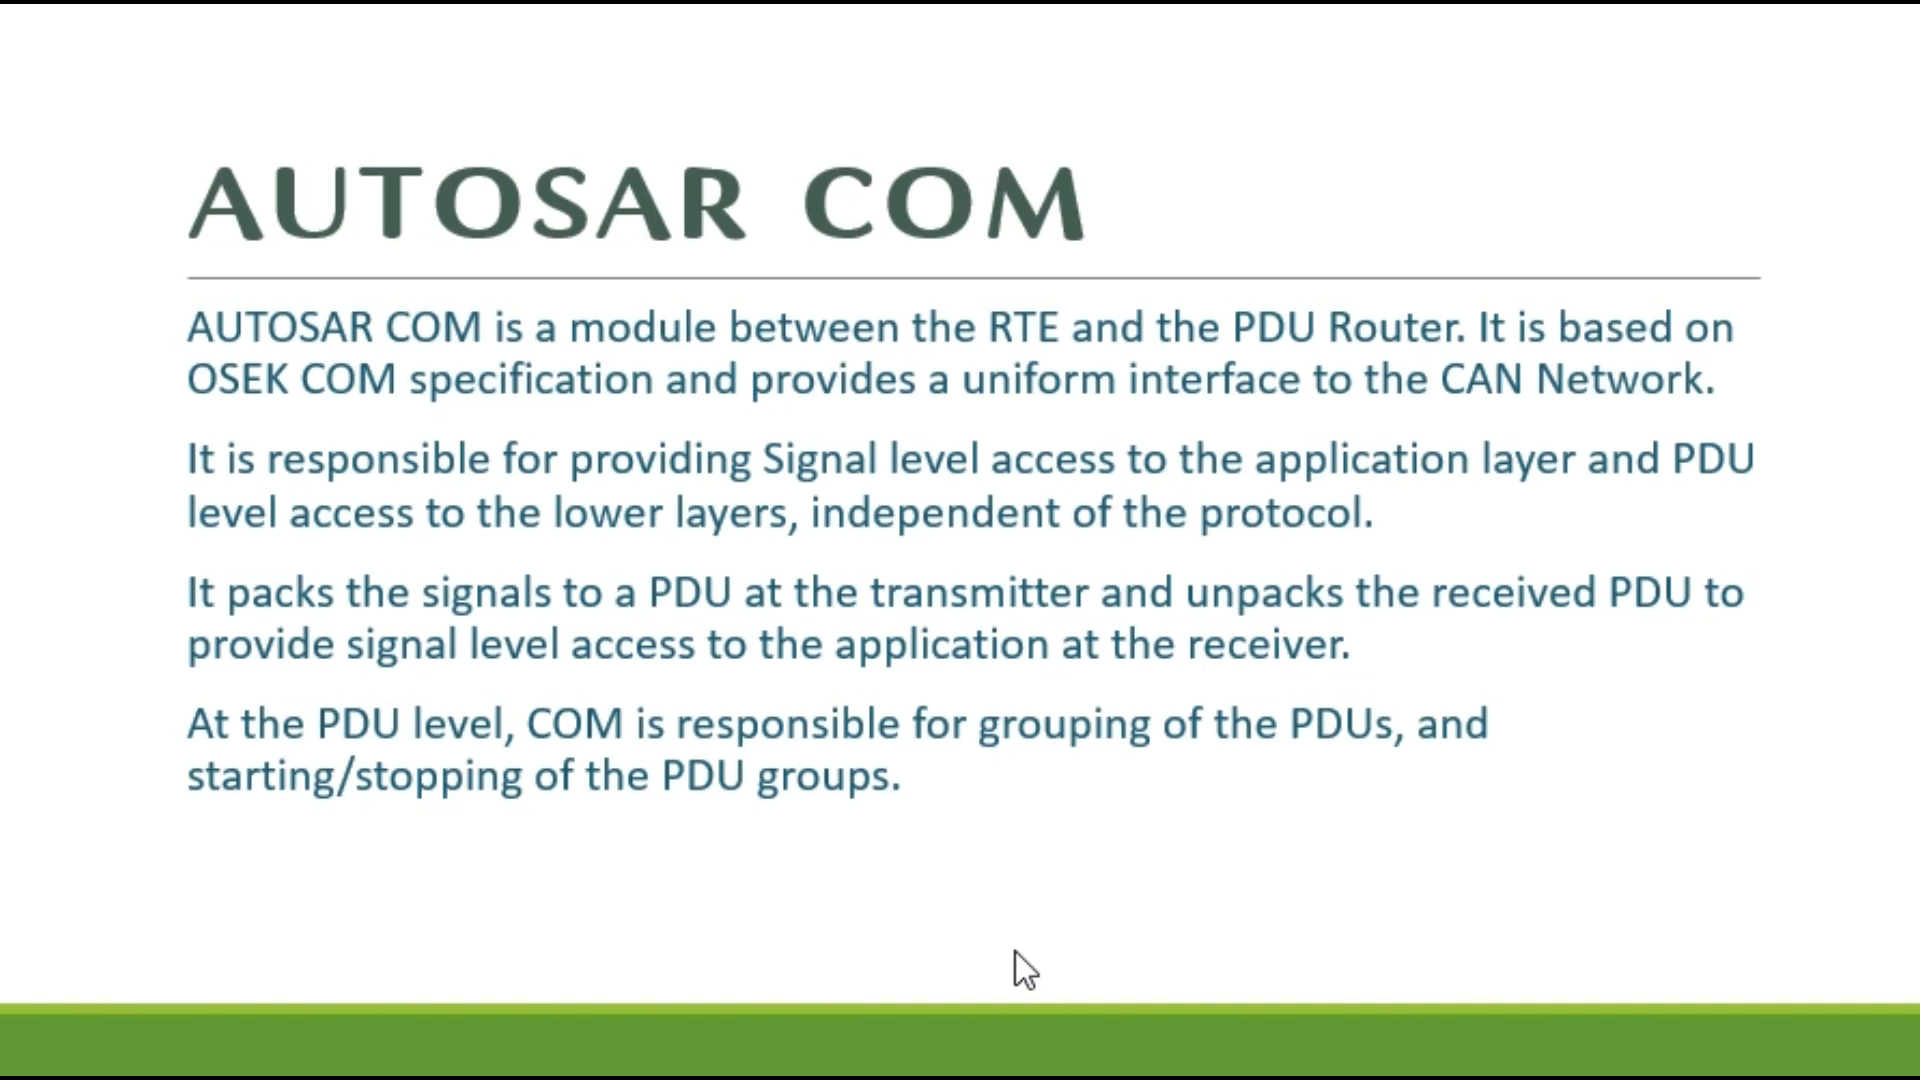 AUTOSAR COM
AUTOSAR COM is a module between the RTE and the PDU Router. It is based on
OSEK COM specification and provides a uniform interface to the CAN Network.
It is responsible for providing Signal level access to the application layer and PDU
level access to the lower layers, independent of the protocol.
It packs the signals to a PDU at the transmitter and unpacks the received PDU to
provide signal level access to the application at the receiver.
At the PDU level, COM is responsible for grouping of the PDUs, and
starting/stopping of the PDU groups.